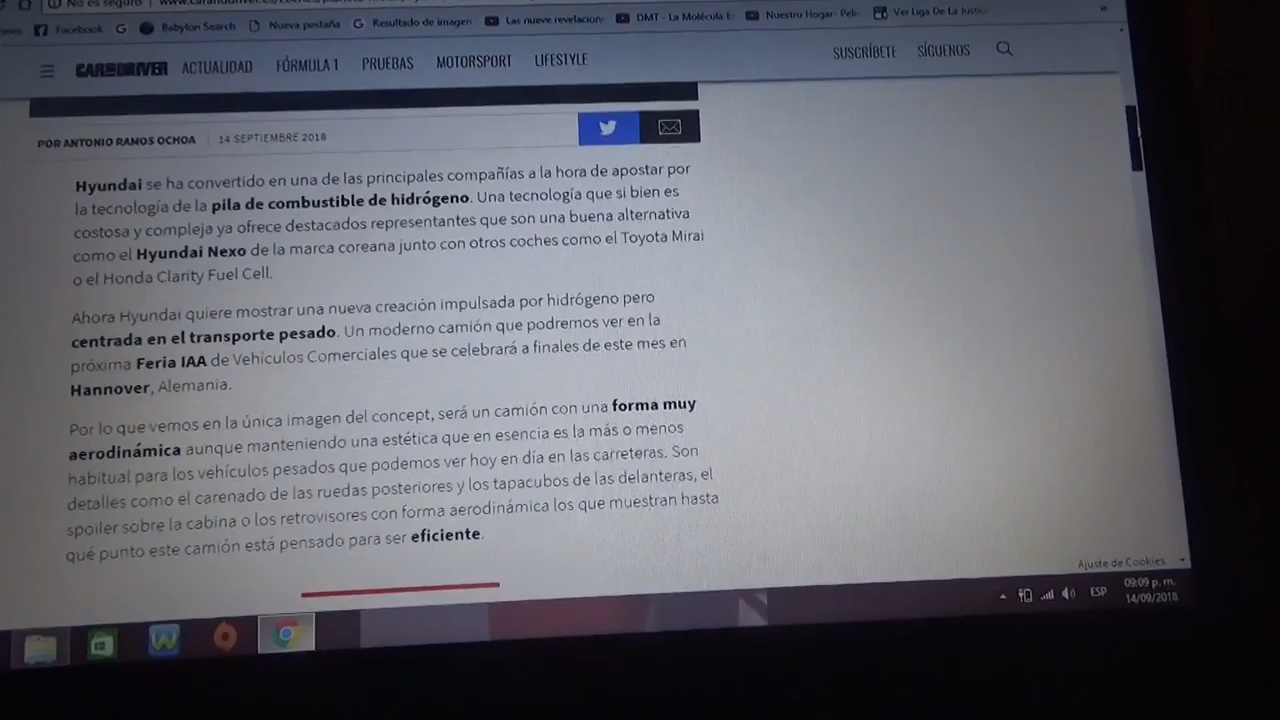 No es seguro
Facebook
Babylon Search
Nueva pestaña
Resultado de imagen
Las nueve revelacion
DMT - La Molécula
Nuestro Hogar- Pelíc
Ver Liga De La Justic
CAR and DRIVER ACTUALIDAD FÓRMULA 1 PRUEBAS MOTORSPORT LIFESTYLE SUSCRÍBETE SÍGUENOS
POR ANTONIO RAMOS OCHOA | 14 SEPTIEMBRE 2018
Hyundai se ha convertido en una de las principales compañías a la hora de apostar por
la tecnología de la pila de combustible de hidrógeno. Una tecnología que si bien es
costosa y compleja ya ofrece destacados representantes que son una buena alternativa
como el Hyundai Nexo de la marca coreana junto con otros coches como el Toyota Mirai
o el Honda Clarity Fuel Cell.
Ahora Hyundai quiere mostrar una nueva creación impulsada por hidrógeno pero
centrada en el transporte pesado. Un moderno camión que podremos ver en la
próxima Feria IAA de Vehículos Comerciales que se celebrará a finales de este mes en
Hannover, Alemania.
Por lo que vemos en la única imagen del concept, será un camión con una forma muy
aerodinámica aunque manteniendo una estética que en esencia es la más o menos
habitual para los vehículos pesados que podemos ver hoy en día en las carreteras. Son
detalles como el carenado de las ruedas posteriores y los tapacubos de las delanteras, el
spoiler sobre la cabina o los retrovisores con forma aerodinámica los que muestran hasta
qué punto este camión está pensado para ser eficiente.
Ajuste de Cookies
ESP
09:09 p. m.
14/09/2018